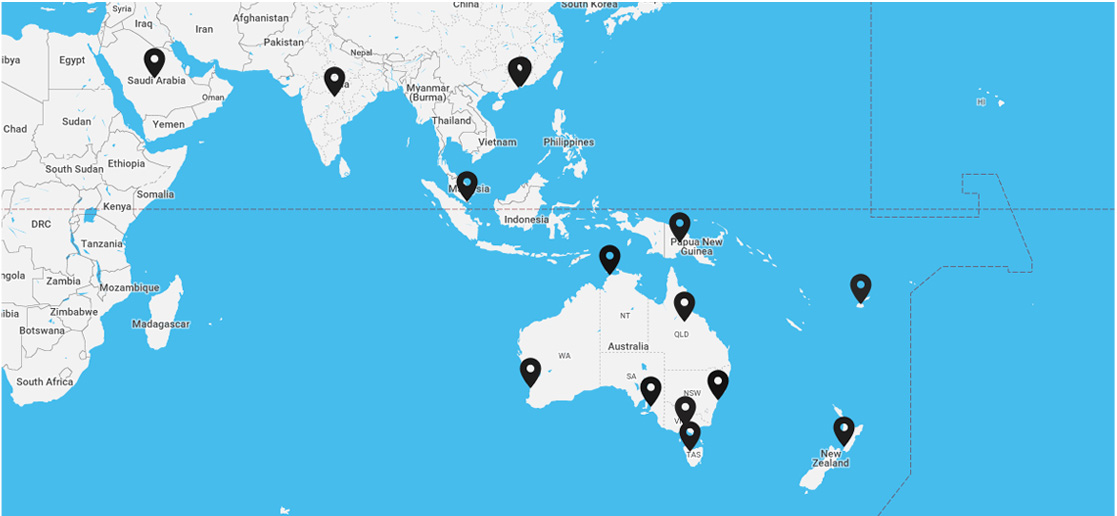 Syria
China
South Korea
Iraq
Afghanistan
Iran
Pakistan
Nepal
ibya
Egypt
Saudi Arabia
Oman
Myanmar
(Burma)
HI
Chad
Sudan
Yemen
Thailand
Vietnam
Philippines
Ethiopia
South Sudan
Somalia
Kenya
DRC
Indonesia
Tanzania
Papua New
Guinea
ngola
Zambia
Mozambique
ibia
Zimbabwe
Botswana
Madagascar
NT
QLD
Australia
WA
SA
NSW
South Africa
TAS
New
Zealand